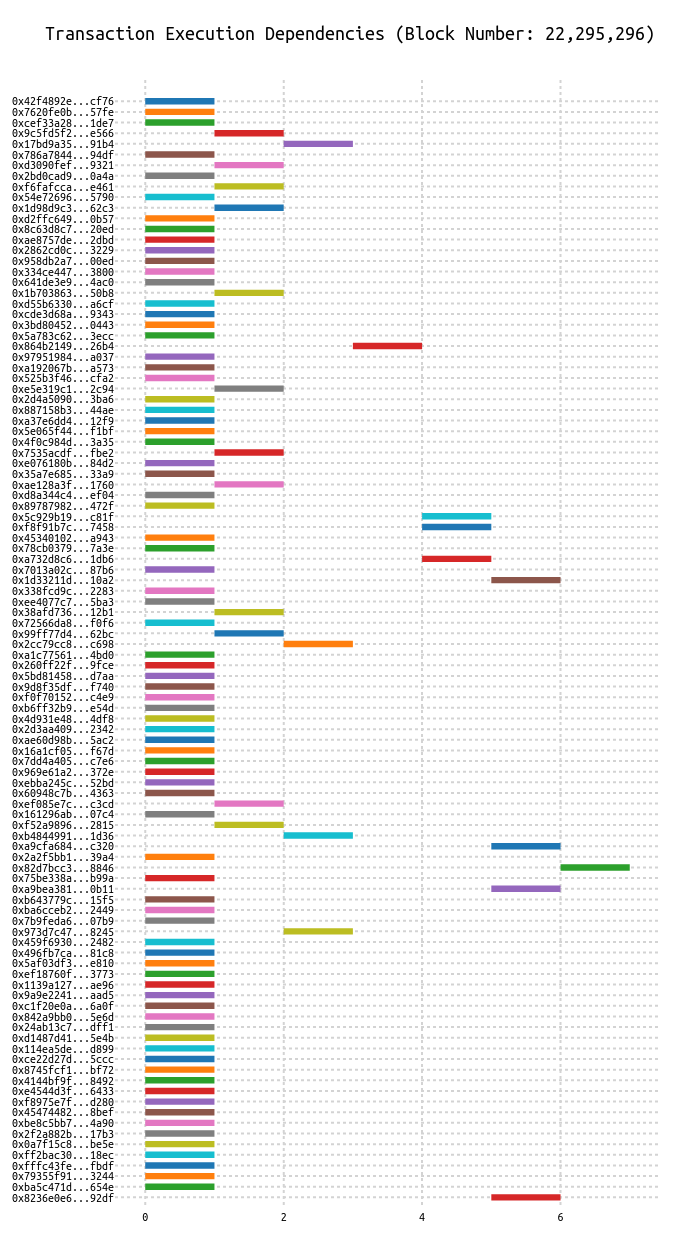 Transaction Execution Dependencies (Block Number: 22,295,296)
0x42f4892e...cf76
0x7620fe0b...57fe
0xcef33a28...1de7
0x9c5fd5f2...e566
0x17bd9a35...91b4
0x786a7844...94df
0xd3090fef...9321
0x2bd0cad9...0a4a
0xf6fafcca...e461
0x54e72696...5790
0x1d98d9c3...62c3
0xd2ffc649...0b57
0x8c63d8c7...20ed
0xae8757de...2dbd
0x2862cd0c...3229
0x958db2a7...00ed
0x334ce447...3800
0x641de3e9...4ac0
0x1b703863...50b8
0xd55b6330...a6cf
0xcde3d68a...9343
0x3bd80452...0443
0x5a783c62...3ecc
0x864b2149...26b4
0x97951984...a037
0xa192067b...a573
0x525b3f46...cfa2
0xe5e319c1...2c94
0x2d4a5090...3ba6
0x887158b3...44ae
0xa37e6dd4...12f9
0x5e065f44...f1bf
0x4f0c984d...3a35
0x7535acdf...fbe2
0xe076180b...84d2
0x35a7e685...33a9
0xae128a3f...1760
0xd8a344c4...ef04
0x89787982...472f
0x5c929b19...c81f
0xf8f91b7c...7458
0x45340102...a943
0x78cb0379...7a3e
0xa732d8c6...1db6
0x7013a02c...87b6
0x1d33211d...10a2
0x338fcd9c...2283
0xee4077c7...5ba3
0x38afd736...12b1
0x72566da8...f0f6
0x99ff77d4...62bc
0x2cc79cc8...c698
0xa1c77561...4bd0
0x260ff22f...9fce
0x5bd81458...d7aa
0x9d8f35df...f740
0xf0f70152...c4e9
0xb6ff32b9...e54d
0x4d931e48...4df8
0x2d3aa409...2342
0xae60d98b...5ac2
0x16a1cf05...f67d
0x7dd4a405...c7e6
0x969e61a2...372e
0xebba245c...52bd
0x60948c7b...4363
0xef085e7c...c3cd
0x161296ab...07c4
0xf52a9896...2815
0xb4844991...1d36
0xa9cfa684...c320
0x2a2f5bb1...39a4
0x82d7bcc3...8846
0x75be338a...b99a
0xa9bea381...0b11
0xb643779c...15f5
0xba6cceb2...2449
0x7b9feda6...07b9
0x973d7c47...8245
0x459f6930...2482
0x496fb7ca...81c8
0x5af03df3...e810
0xef18760f...3773
0x1139a127...ae96
0x9a9e2241...aad5
0xc1f20e0a...6a0f
0x842a9bb0...5e6d
0x24ab13c7...dff1
0xd1487d41...5e4b
0x114ea5de...d899
0xce22d27d...5ccc
0x8745fcf1...bf72
0x4144bf9f...8492
0xe4544d3f...6433
0xf8975e7f...d280
0x45474482...8bef
0xbe8c5bb7...4a90
0x2f2a882b...17b3
0x0a7f15c8...be5e
0xff2bac30...18ec
0xfffc43fe...fbdf
0x79355f91...3244
0xba5c471d...654e
0x8236e0e6...92df
0 2 4 6